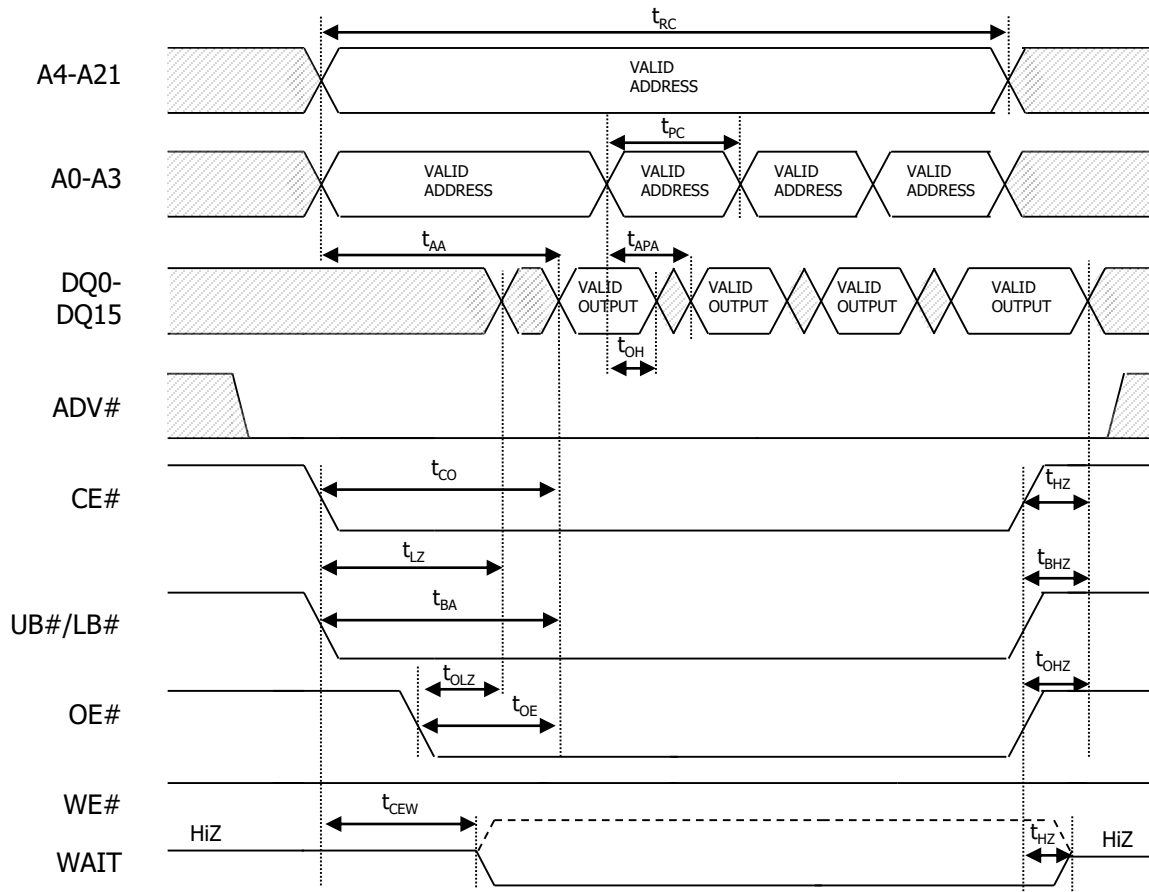 tRC
A4-A21
VALID
ADDRESS
tPC
A0-A3
VALID
ADDRESS
VALID
ADDRESS
VALID
ADDRESS
VALID
ADDRESS
tAA
tAPA
DQ0-
DQ15
VALID
OUTPUT
VALID
OUTPUT
VALID
OUTPUT
VALID
OUTPUT
tOH
ADV#
tCO
tHZ
CE#
tLZ
tBHZ
tBA
UB#/LB#
tOLZ
tOHZ
tOE
OE#
WE#
tCEW
HiZ
tHZ
HiZ
WAIT